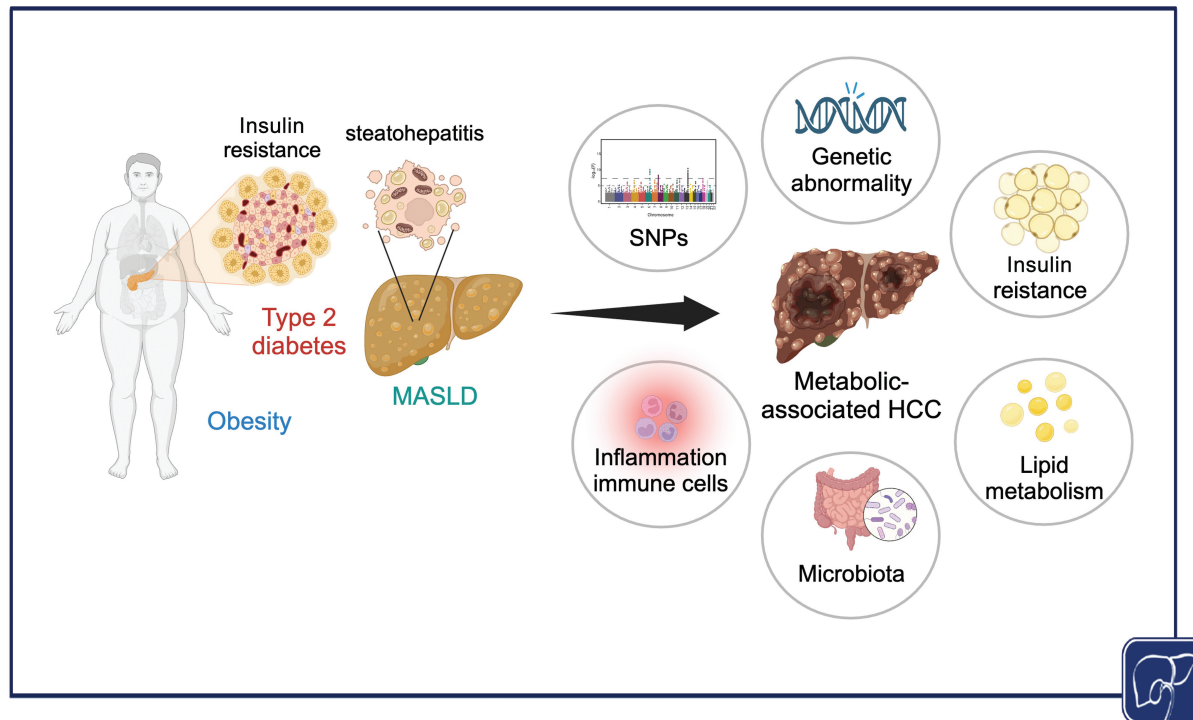 Insulin
resistance
steatohepatitis
Type 2
diabetes
MASLD
Obesity
Chromosome
SNPs
Genetic
abnormality
Insulin
reistance
Metabolic-
associated HCC
Inflammation
immune cells
Lipid
metabolism
Microbiota